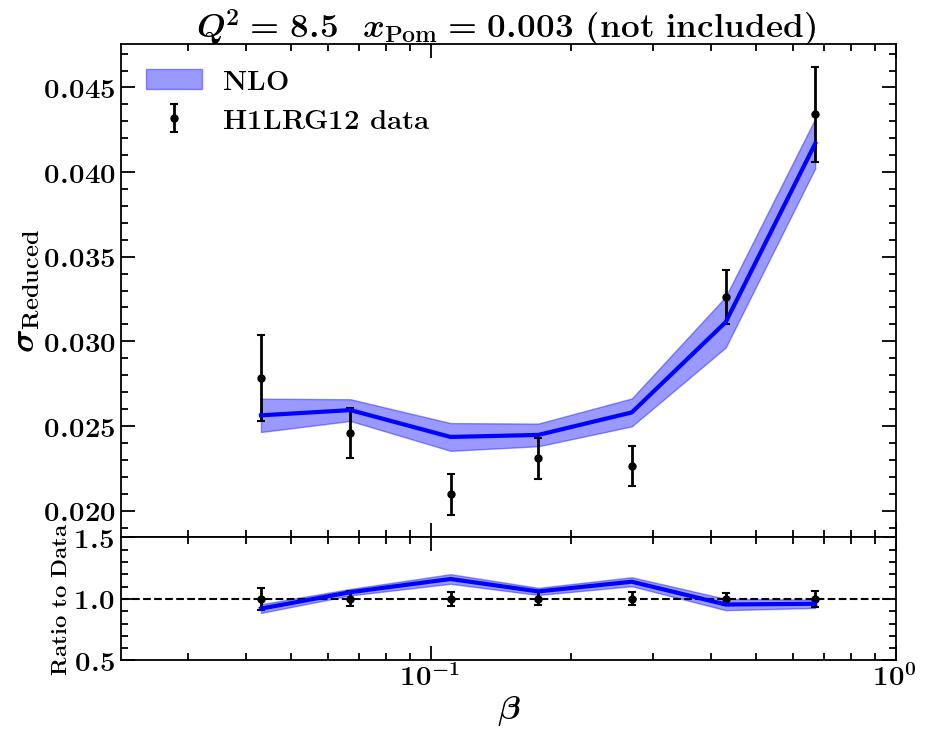 Q² = 8.5 x_Pom = 0.003 (not included)
NLO
H1LRG12 data
σ_Reduced
0.045
0.040
0.035
0.030
0.025
0.020
Ratio to Data
1.5
1.0
0.5
10⁻¹
10⁰
β